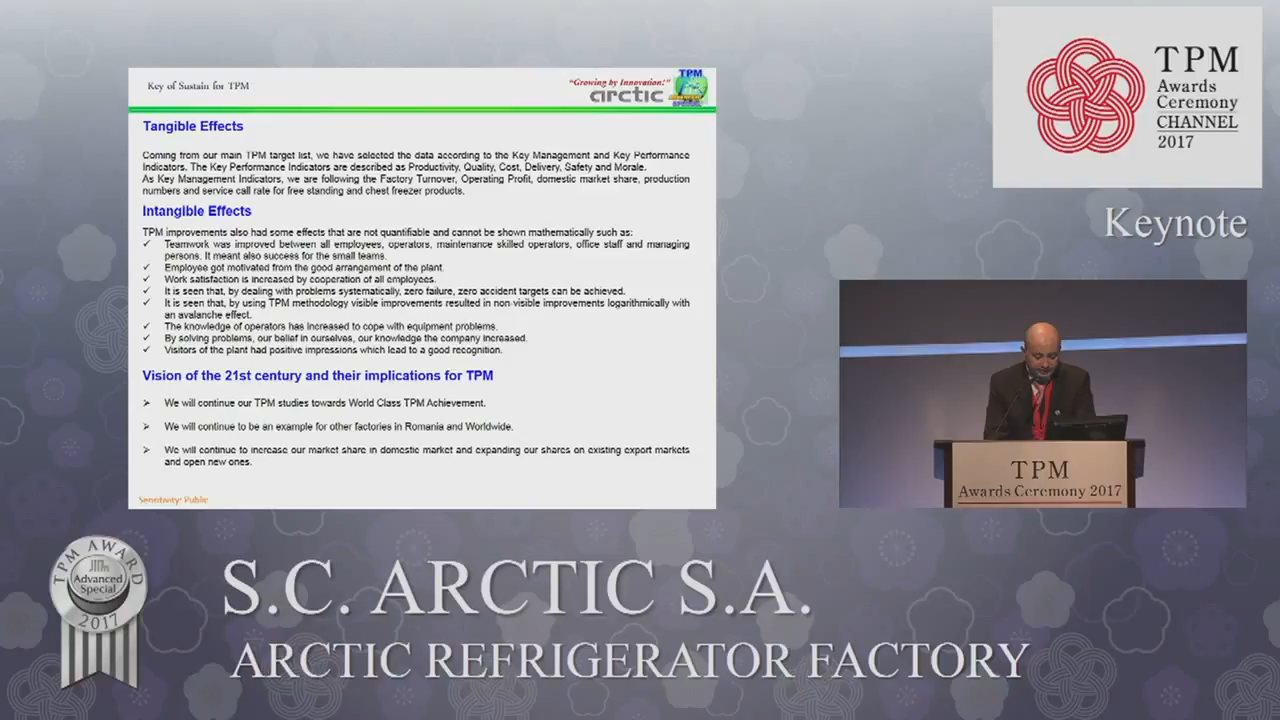 Key of Sustain for TPM
"Growing by Innovation!"
arctic
TPM
Tangible Effects
Coming from our main TPM target list, we have selected the data according to the Key Management and Key Performance
Indicators. The Key Performance Indicators are described as Productivity, Quality, Cost, Delivery, Safety and Morale.
As Key Management Indicators, we are following the Factory Turnover, Operating Profit, domestic market share, production
numbers and service call rate for free standing and chest freezer products.
Intangible Effects
TPM improvements also had some effects that are not quantifiable and cannot be shown mathematically such as:
✓ Teamwork was improved between all employees, operators, maintenance skilled operators, office staff and managing
persons. It meant also success for the small teams.
✓ Employee got motivated from the good arrangement of the plant.
✓ Work satisfaction is increased by cooperation of all employees.
✓ It is seen that, by dealing with problems systematically, zero failure, zero accident targets can be achieved.
✓ It is seen that, by using TPM methodology visible improvements resulted in non-visible improvements logarithmically with
an avalanche effect.
✓ The knowledge of operators has increased to cope with equipment problems.
✓ By solving problems, our belief in ourselves, our knowledge the company increased.
✓ Visitors of the plant had positive impressions which lead to a good recognition.
Vision of the 21st century and their implications for TPM
➢ We will continue our TPM studies towards World Class TPM Achievement.
➢ We will continue to be an example for other factories in Romania and Worldwide.
➢ We will continue to increase our market share in domestic market and expanding our shares on existing export markets
and open new ones.
Sensitivity: Public
TPM
Awards
Ceremony
CHANNEL
2017
Keynote
TPM
Awards Ceremony 2017
TPM AWARD
JIPM
Advanced
Special
2017
S.C. ARCTIC S.A.
ARCTIC REFRIGERATOR FACTORY